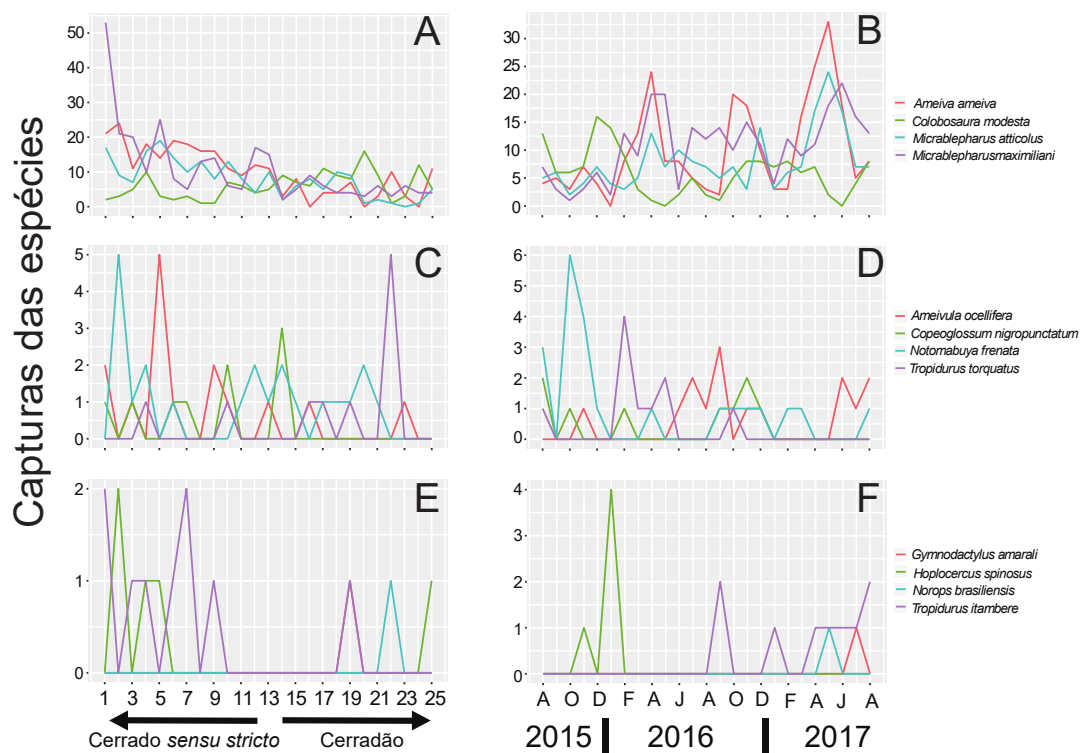 Capturas das espécies
A
50
40
30
20
10
0
B
30
25
20
15
10
5
0
Ameiva ameiva
Colobosaura modesta
Micrablepharus atticolus
Micrablepharusmaximiliani
C
5
4
3
2
1
0
D
6
5
4
3
2
1
0
Ameivula ocellifera
Copeoglossum nigropunctatum
Notomabuya frenata
Tropidurus torquatus
E
2
1
0
F
4
3
2
1
0
Gymnodactylus amarali
Hoplocercus spinosus
Norops brasiliensis
Tropidurus itambere
1 3 5 7 9 11 13 15 17 19 21 23 25
A O D F A J A O D F A J A
Cerrado sensu stricto Cerradão
2015 2016 2017